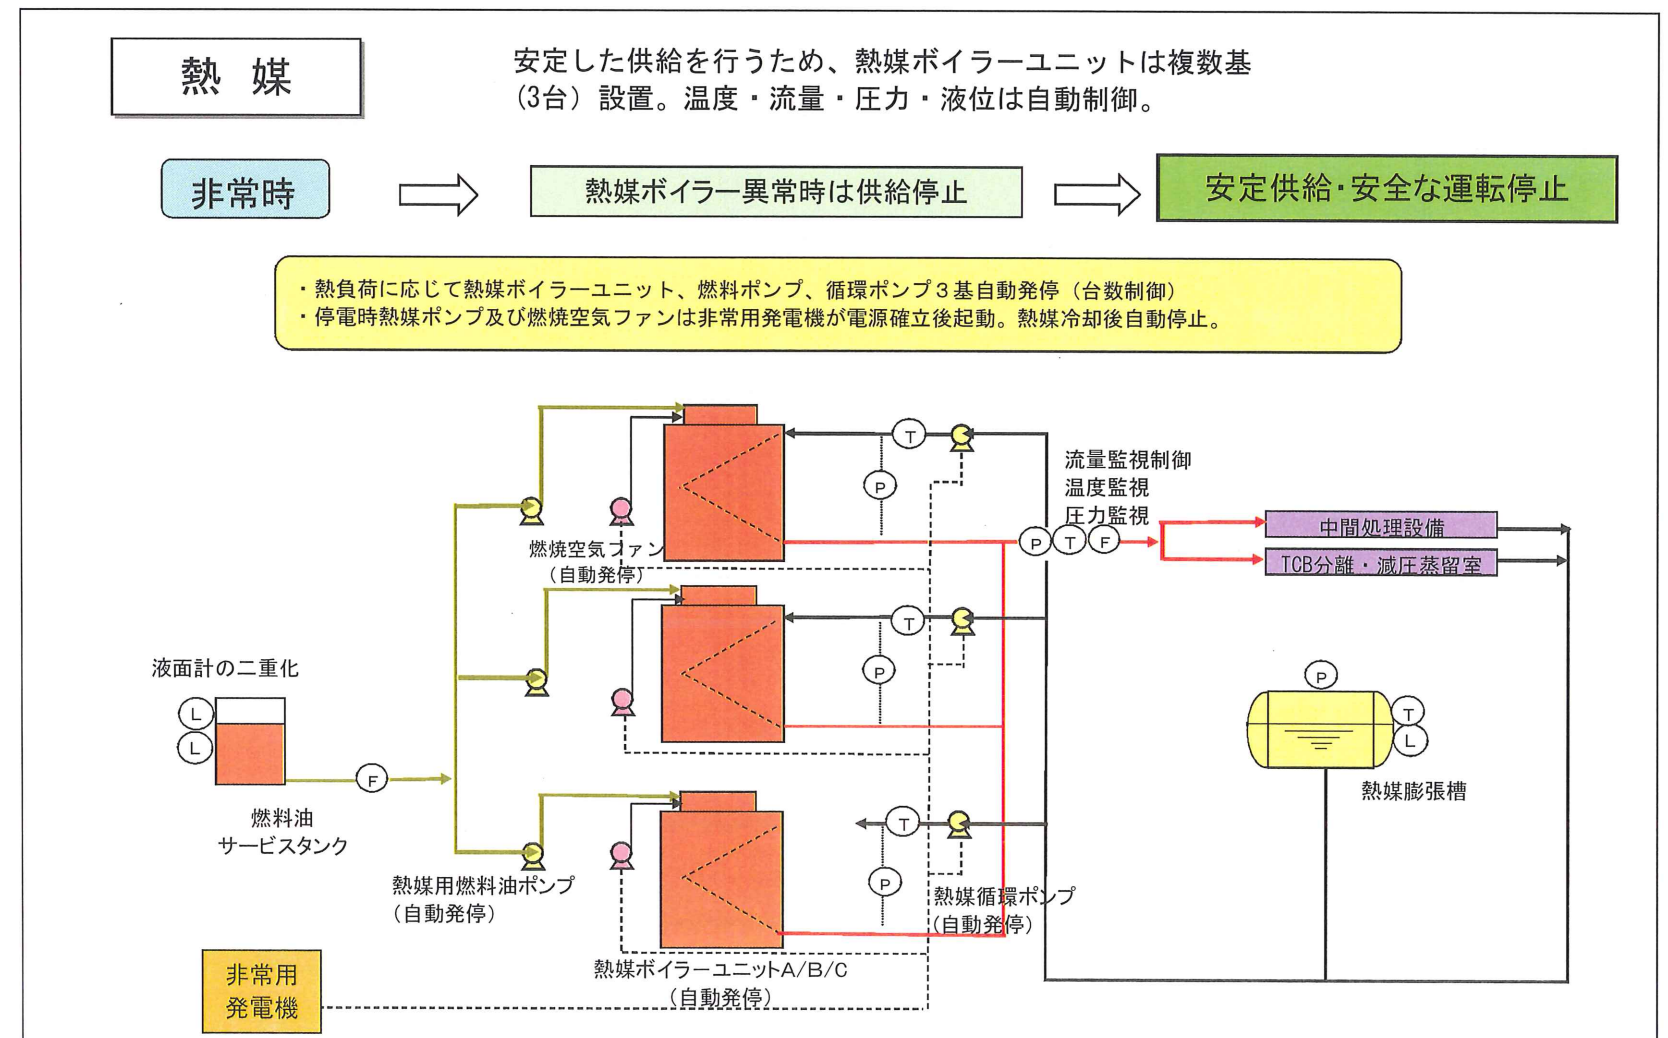 熱 媒
安定した供給を行うため、熱媒ボイラーユニットは複数基
(3台）設置。温度・流量・圧力・液位は自動制御。
非常時
熱媒ボイラー異常時は供給停止
安定供給・安全な運転停止
・熱負荷に応じて熱媒ボイラーユニット、燃料ポンプ、循環ポンプ３基自動発停（台数制御）
・停電時熱媒ポンプ及び燃焼空気ファンは非常用発電機が電源確立後起動。熱媒冷却後自動停止。
T
P
流量監視制御
温度監視
圧力監視
P T F
中間処理設備
TCB分離・減圧蒸留室
燃焼空気ファン
（自動発停）
T
P
液面計の二重化
L
L
F
燃料油
サービスタンク
P
T
L
熱媒膨張槽
T
P
熱媒用燃料油ポンプ
（自動発停）
熱媒循環ポンプ
（自動発停）
熱媒ボイラーユニットA/B/C
（自動発停）
非常用
発電機